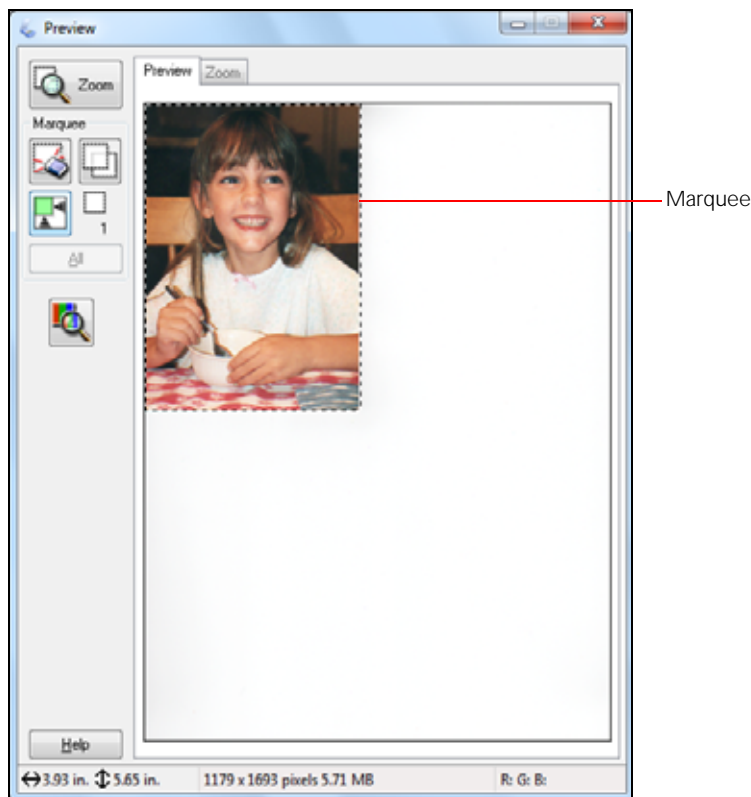 Preview
Preview Zoom
Zoom
Marquee
Marquee
1
All
Help
3.93 in. 5.65 in. 1179 x 1693 pixels 5.71 MB R: G: B: